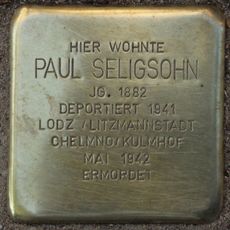 HIER WOHNTE
PAUL SELIGSOHN
JG. 1882
DEPORTIERT 1941
LODZ / LITZMANNSTADT
CHELMNO/KULMHOF
MAI 1942
ERMORDET